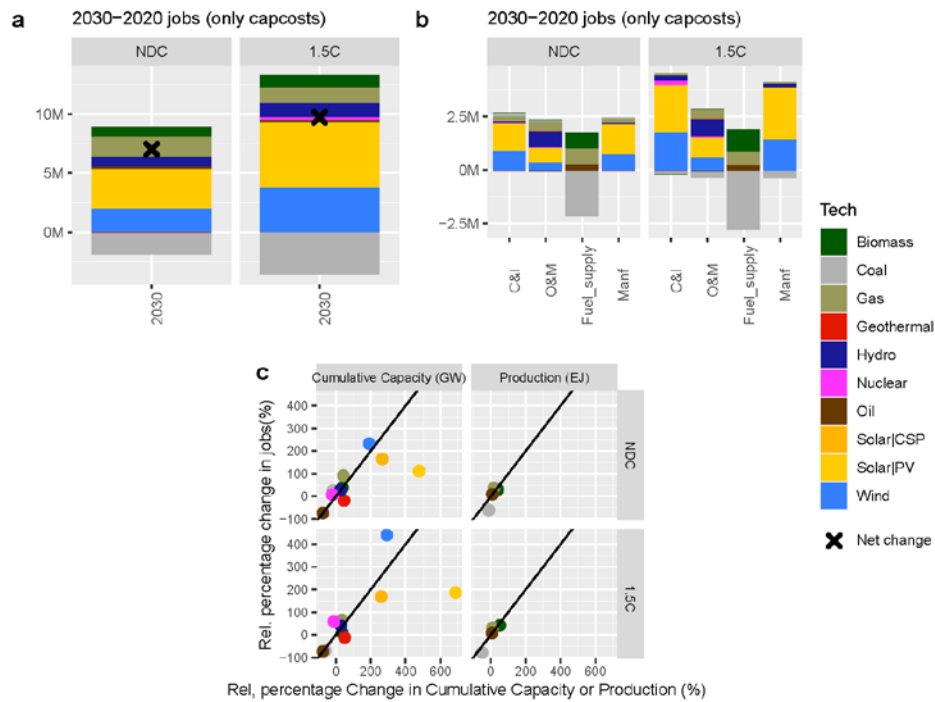 a
2030−2020 jobs (only capcosts)
NDC
1.5C
10M
5M
0M
2030
2030
b
2030−2020 jobs (only capcosts)
NDC
1.5C
2.5M
0M
−2.5M
C&I
O&M
Fuel_supply
Manf
C&I
O&M
Fuel_supply
Manf
Tech
Biomass
Coal
Gas
Geothermal
Hydro
Nuclear
Oil
Solar|CSP
Solar|PV
Wind
Net change
c
Cumulative Capacity (GW)
Production (EJ)
Rel. percentage change in jobs(%)
400
300
200
100
0
−100
NDC
400
300
200
100
0
−100
1.5C
0
200
400
600
0
200
400
600
Rel, percentage Change in Cumulative Capacity or Production (%)